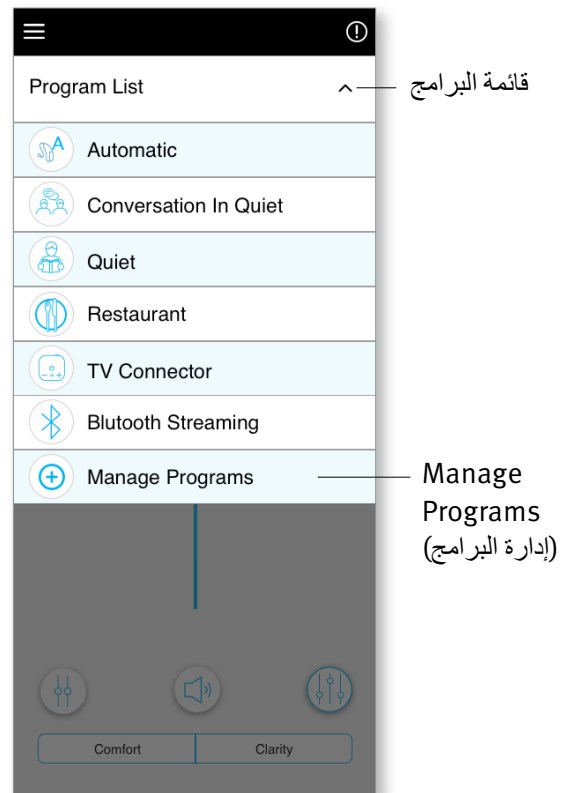 Program List
قائمة البرامج
Automatic
Conversation In Quiet
Quiet
Restaurant
TV Connector
Blutooth Streaming
Manage Programs
Manage
Programs
(إدارة البرامج)
Comfort
Clarity